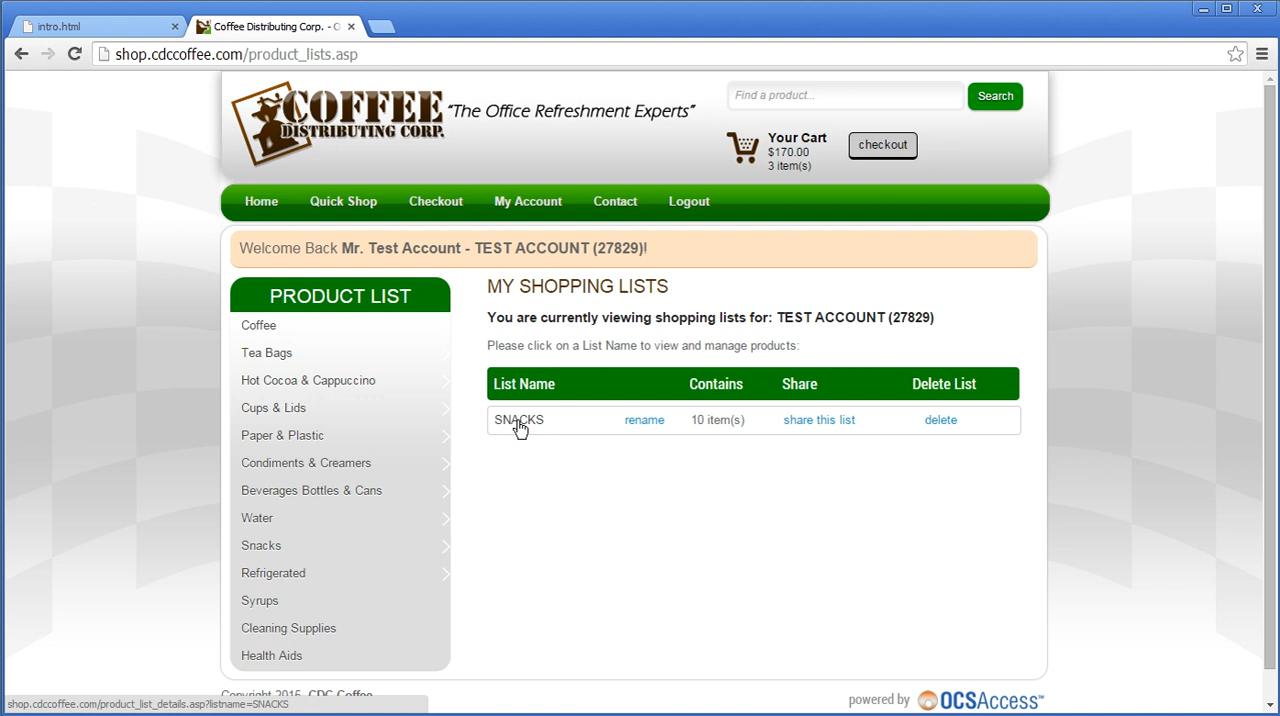 intro.html
Coffee Distributing Corp. - O
shop.cdccoffee.com/product_lists.asp
COFFEE
DISTRIBUTING CORP.
"The Office Refreshment Experts"
Find a product...
Search
Your Cart
$170.00
3 item(s)
checkout
Home Quick Shop Checkout My Account Contact Logout
Welcome Back Mr. Test Account - TEST ACCOUNT (27829)!
PRODUCT LIST
Coffee
Tea Bags
Hot Cocoa & Cappuccino
Cups & Lids
Paper & Plastic
Condiments & Creamers
Beverages Bottles & Cans
Water
Snacks
Refrigerated
Syrups
Cleaning Supplies
Health Aids
MY SHOPPING LISTS
You are currently viewing shopping lists for: TEST ACCOUNT (27829)
Please click on a List Name to view and manage products:
List Name Contains Share Delete List
SNACKS rename 10 item(s) share this list delete
Copyright 2015 CDC Coffee
powered by OCSAccess
shop.cdccoffee.com/product_list_details.asp?listname=SNACKS